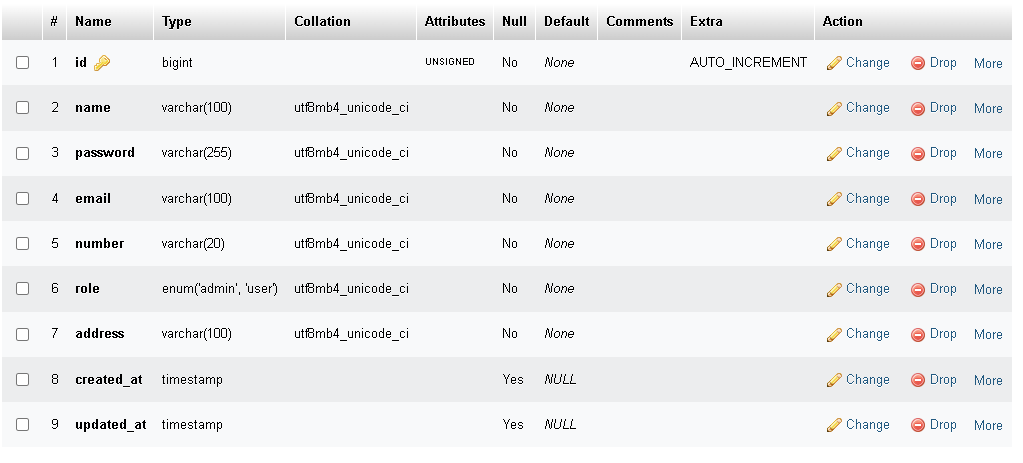 # Name Type Collation Attributes Null Default Comments Extra Action
1 id bigint UNSIGNED No None AUTO_INCREMENT Change Drop More
2 name varchar(100) utf8mb4_unicode_ci No None Change Drop More
3 password varchar(255) utf8mb4_unicode_ci No None Change Drop More
4 email varchar(100) utf8mb4_unicode_ci No None Change Drop More
5 number varchar(20) utf8mb4_unicode_ci No None Change Drop More
6 role enum('admin', 'user') utf8mb4_unicode_ci No None Change Drop More
7 address varchar(100) utf8mb4_unicode_ci No None Change Drop More
8 created_at timestamp Yes NULL Change Drop More
9 updated_at timestamp Yes NULL Change Drop More